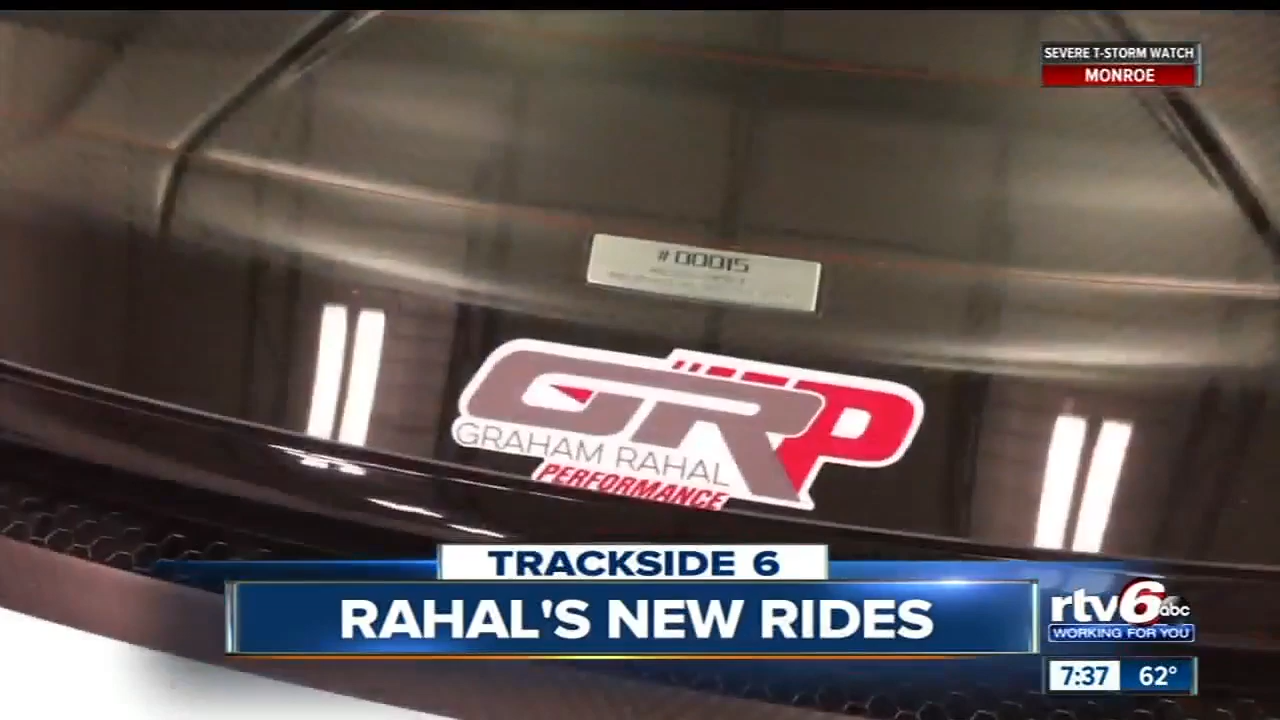 SEVERE T-STORM WATCH
MONROE
#00015
GRP
GRAHAM RAHAL
PERFORMANCE
TRACKSIDE 6
RAHAL'S NEW RIDES
rtv6 abc
WORKING FOR YOU
7:37 62°